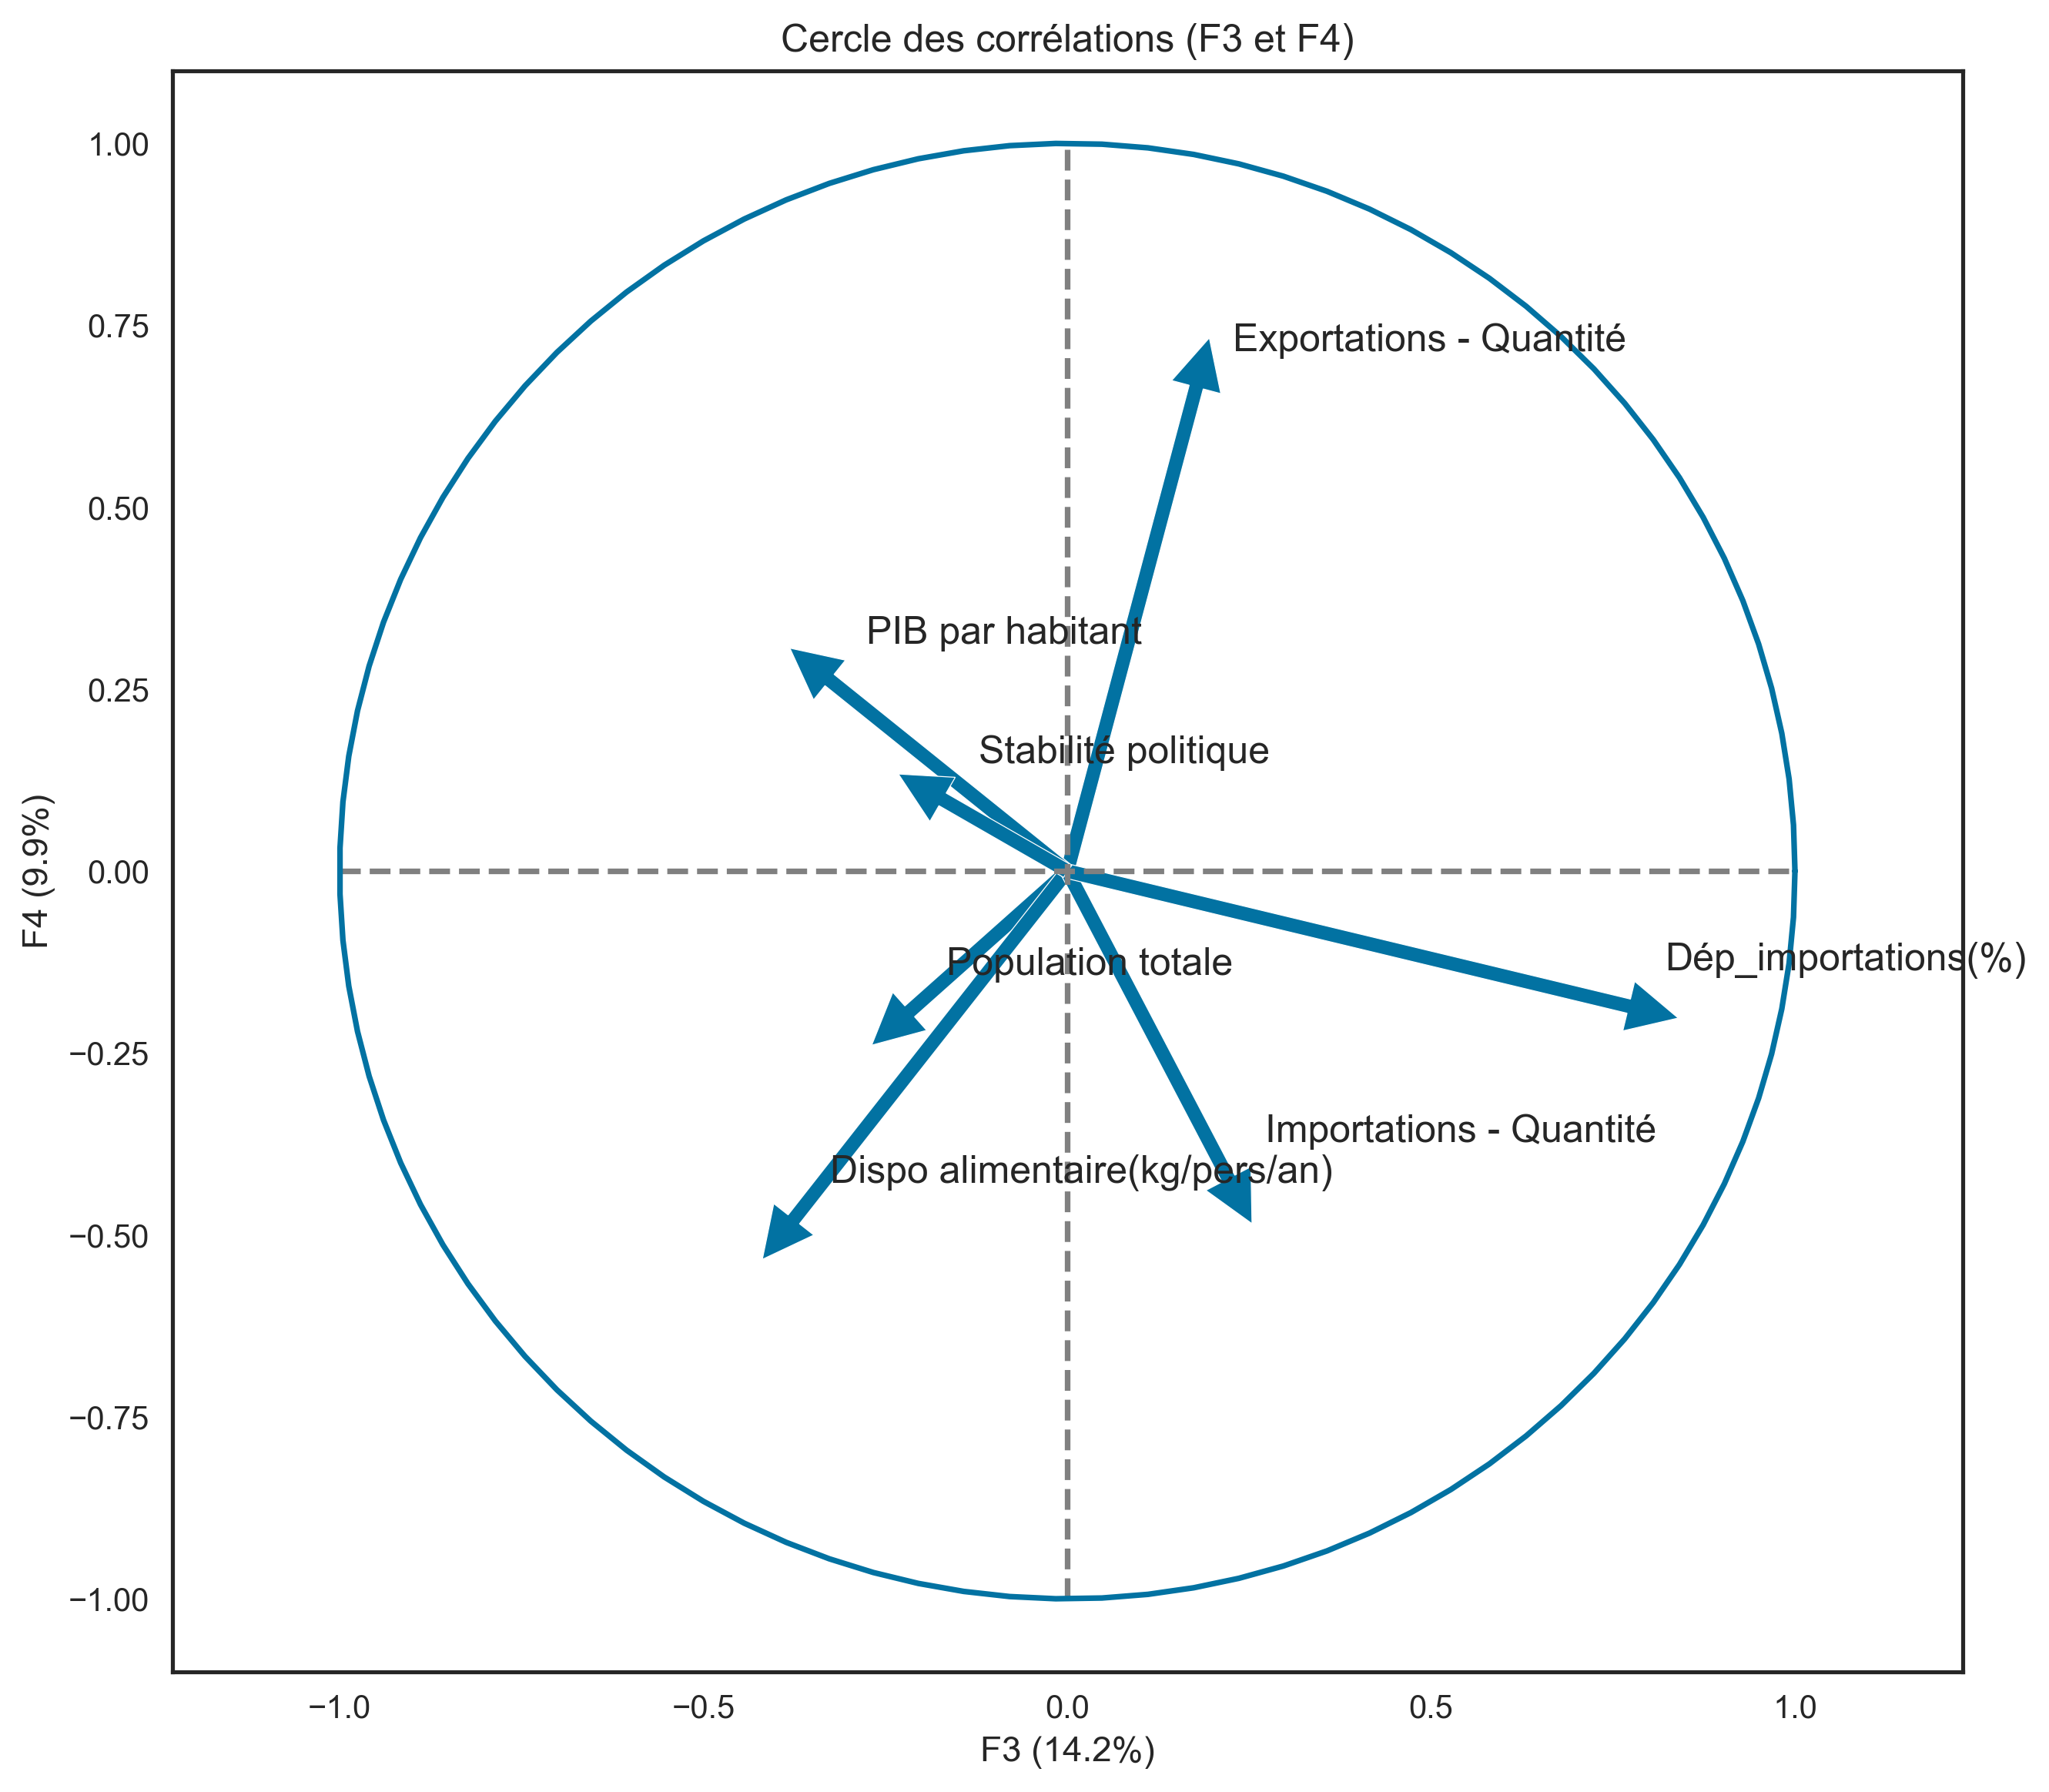 Cercle des corrélations (F3 et F4)
1.00
0.75
0.50
0.25
0.00
−0.25
−0.50
−0.75
−1.00
F4 (9.9%)
Exportations - Quantité
PIB par habitant
Stabilité politique
Population totale
Dép_importations(%)
Importations - Quantité
Dispo alimentaire(kg/pers/an)
−1.0
−0.5
0.0
0.5
1.0
F3 (14.2%)